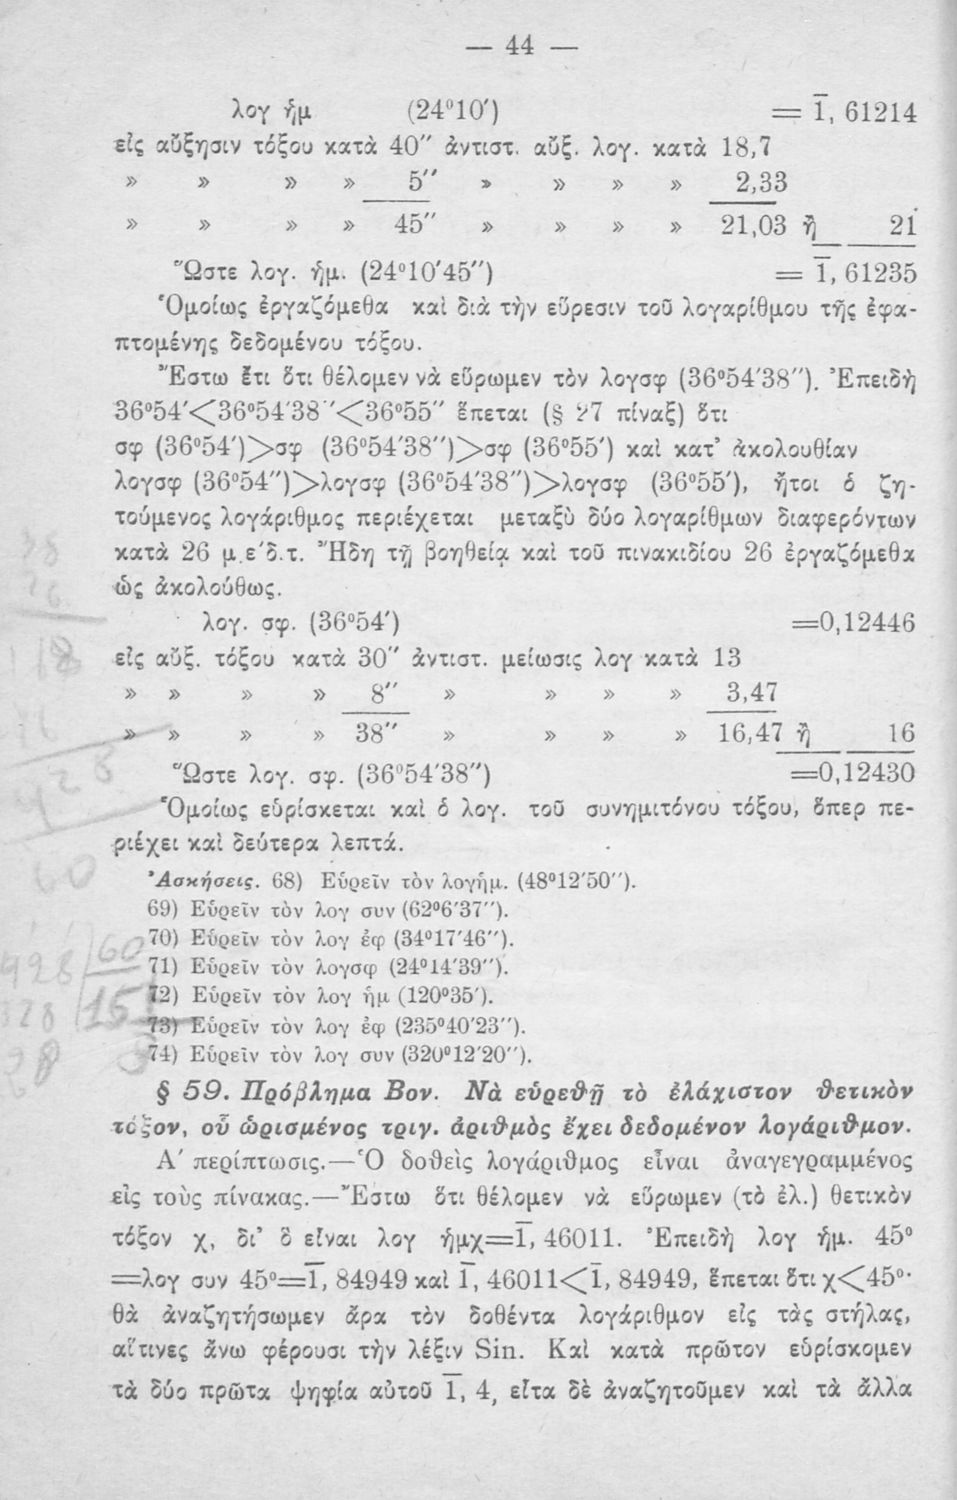 — 44 —
λογ ἡμ (24°10′) = 1̅, 61214
εἰς αὔξησιν τόξου κατὰ 40″ ἀντιστ. αὔξ. λογ. κατὰ 18,7
» » » » 5″ » » » » 2,33
» » » » 45″ » » » » 21,03 ἢ 21
Ὥστε λογ. ἡμ. (24°10′45″) = 1̅, 61235
Ὁμοίως ἐργαζόμεθα καὶ διὰ τὴν εὕρεσιν τοῦ λογαρίθμου τῆς ἐφα-
πτομένης δεδομένου τόξου.
Ἔστω ἔτι ὅτι θέλομεν νὰ εὕρωμεν τὸν λογσφ (36°54′38″). Ἐπειδὴ
36°54′<36°54′38″<36°55″ ἕπεται (§ 27 πίναξ) ὅτι
σφ (36°54′)>σφ (36°54′38″)>σφ (36°55′) καὶ κατ᾽ ἀκολουθίαν
λογσφ (36°54″)>λογσφ (36°54′38″)>λογσφ (36°55′), ἤτοι ὁ ζη-
τούμενος λογάριθμος περιέχεται μεταξὺ δύο λογαρίθμων διαφερόντων
κατὰ 26 μ.ε΄δ.τ. Ἤδη τῇ βοηθείᾳ καὶ τοῦ πινακιδίου 26 ἐργαζόμεθα
ὡς ἀκολούθως.
λογ. σφ. (36°54′) =0,12446
εἰς αὔξ. τόξου κατὰ 30″ ἀντιστ. μείωσις λογ κατὰ 13
» » » » 8″ » » » » 3,47
» » » » 38″ » » » » 16,47 ἢ 16
Ὥστε λογ. σφ. (36°54′38″) =0,12430
Ὁμοίως εὑρίσκεται καὶ ὁ λογ. τοῦ συνημιτόνου τόξου, ὅπερ πε-
ριέχει καὶ δεύτερα λεπτά.
Ἀσκήσεις. 68) Εὑρεῖν τὸν λογἡμ. (48°12′50″).
69) Εὑρεῖν τὸν λογ συν (62°6′37″).
70) Εὑρεῖν τὸν λογ ἐφ (34°17′46″).
71) Εὑρεῖν τὸν λογσφ (24°14′39″).
72) Εὑρεῖν τὸν λογ ἡμ (120°35′).
73) Εὑρεῖν τὸν λογ ἐφ (235°40′23″).
74) Εὑρεῖν τὸν λογ συν (320°12′20″).
§ 59. Πρόβλημα Βον. Νὰ εὑρεθῇ τὸ ἐλάχιστον θετικὸν
τόξον, οὗ ὡρισμένος τριγ. ἀριθμὸς ἔχει δεδομένον λογάριθμον.
Α′ περίπτωσις.—Ὁ δοθεὶς λογάριθμος εἶναι ἀναγεγραμμένος
εἰς τοὺς πίνακας.—Ἔστω ὅτι θέλομεν νὰ εὕρωμεν (τὸ ἐλ.) θετικὸν
τόξον χ, δι᾽ ὃ εἶναι λογ ἡμχ=1̅, 46011. Ἐπειδὴ λογ ἡμ. 45°
=λογ συν 45°=1̅, 84949 καὶ 1̅, 46011<1̅, 84949, ἕπεται ὅτι χ<45°·
θὰ ἀναζητήσωμεν ἄρα τὸν δοθέντα λογάριθμον εἰς τὰς στήλας,
αἵτινες ἄνω φέρουσι τὴν λέξιν Sin. Καὶ κατὰ πρῶτον εὑρίσκομεν
τὰ δύο πρῶτα ψηφία αὐτοῦ 1̅, 4, εἶτα δὲ ἀναζητοῦμεν καὶ τὰ ἄλλα
60
928 60
328 15